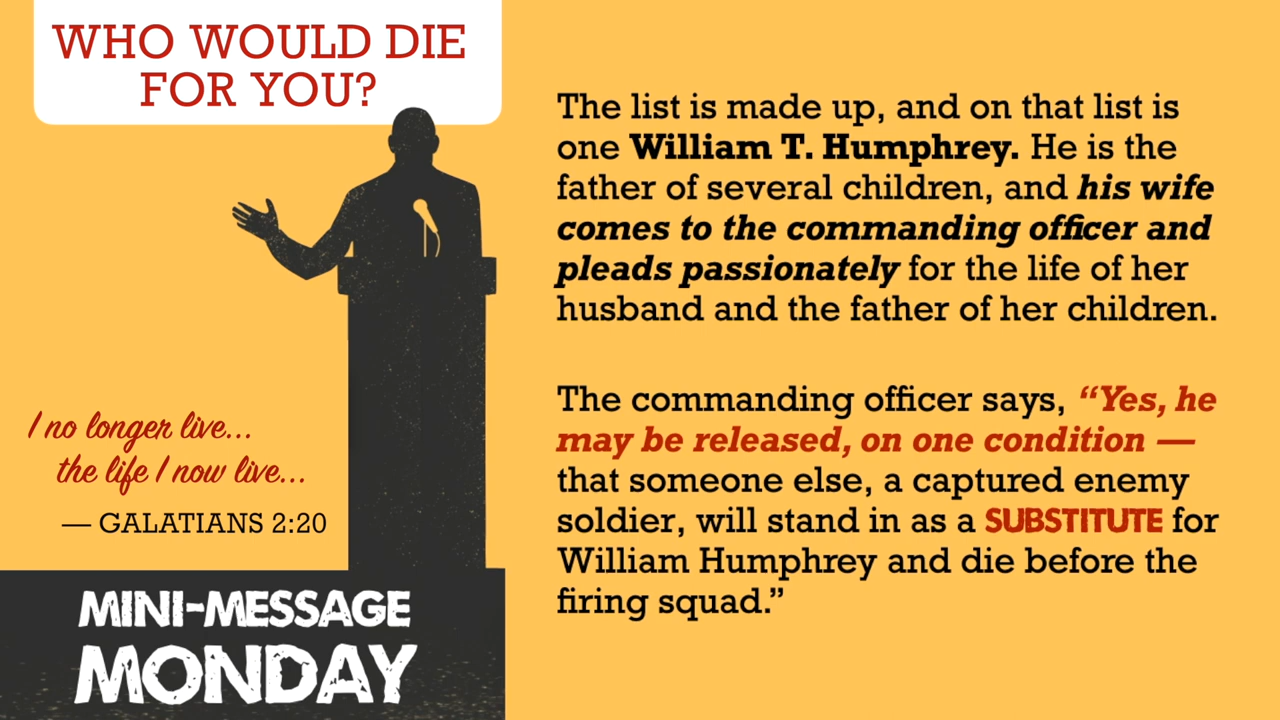 WHO WOULD DIE
FOR YOU?
I no longer live...
the life I now live...
— GALATIANS 2:20
MINI-MESSAGE
MONDAY
The list is made up, and on that list is
one William T. Humphrey. He is the
father of several children, and his wife
comes to the commanding officer and
pleads passionately for the life of her
husband and the father of her children.
The commanding officer says, “Yes, he
may be released, on one condition —
that someone else, a captured enemy
soldier, will stand in as a SUBSTITUTE for
William Humphrey and die before the
firing squad.”